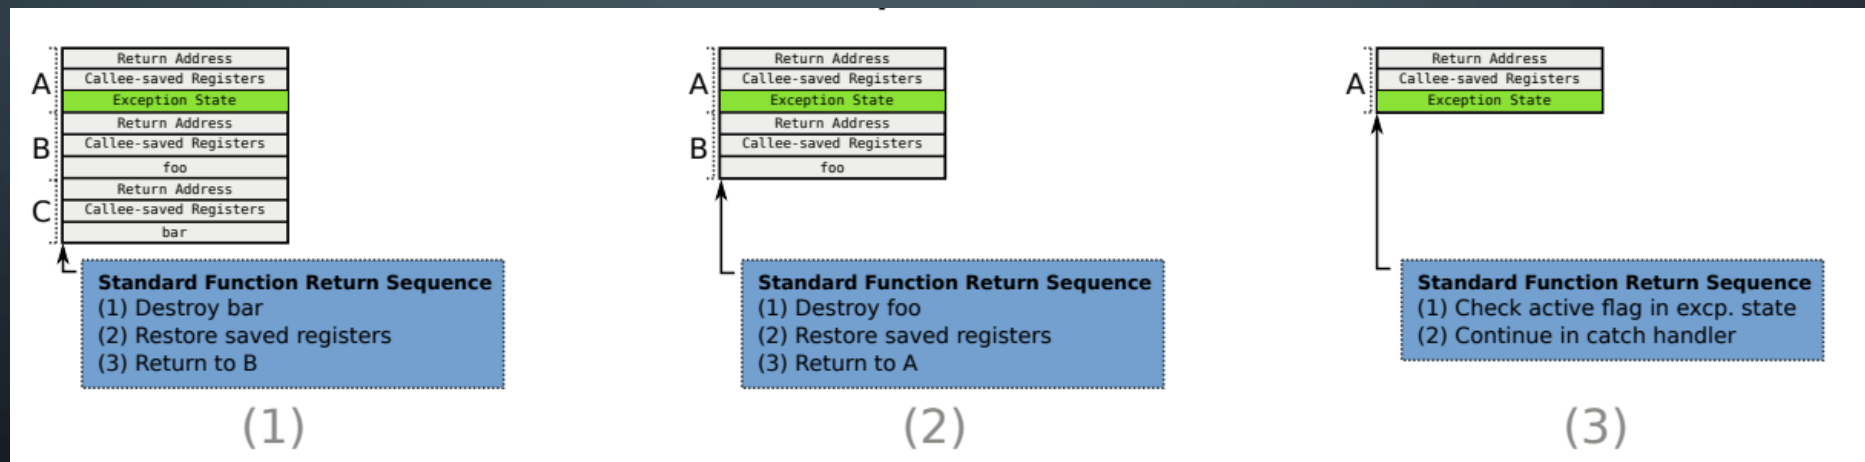 A
Return Address
Callee-saved Registers
Exception State
B
Return Address
Callee-saved Registers
foo
C
Return Address
Callee-saved Registers
bar
Standard Function Return Sequence
(1) Destroy bar
(2) Restore saved registers
(3) Return to B
(1)
A
Return Address
Callee-saved Registers
Exception State
B
Return Address
Callee-saved Registers
foo
Standard Function Return Sequence
(1) Destroy foo
(2) Restore saved registers
(3) Return to A
(2)
A
Return Address
Callee-saved Registers
Exception State
Standard Function Return Sequence
(1) Check active flag in excp. state
(2) Continue in catch handler
(3)